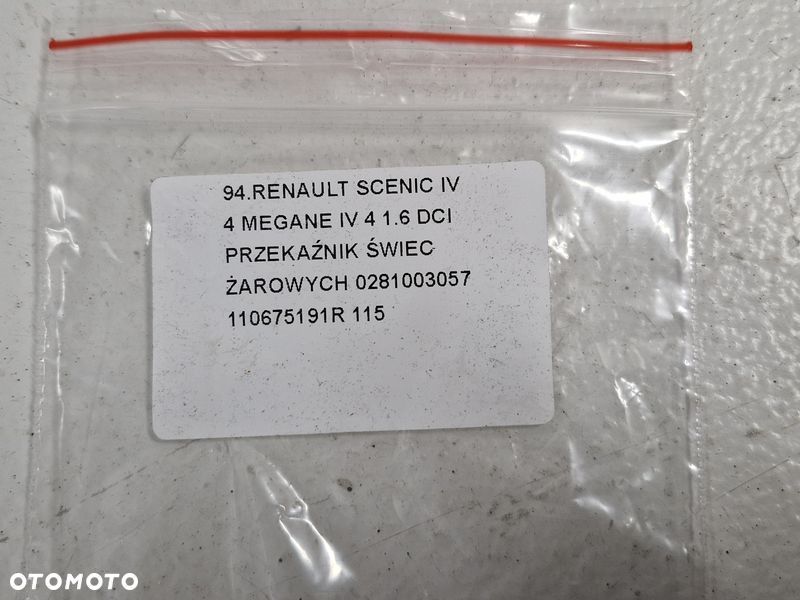 94.RENAULT SCENIC IV
4 MEGANE IV 4 1.6 DCI
PRZEKAŹNIK ŚWIEC
ŻAROWYCH 0281003057
110675191R 115
OTOMOTO